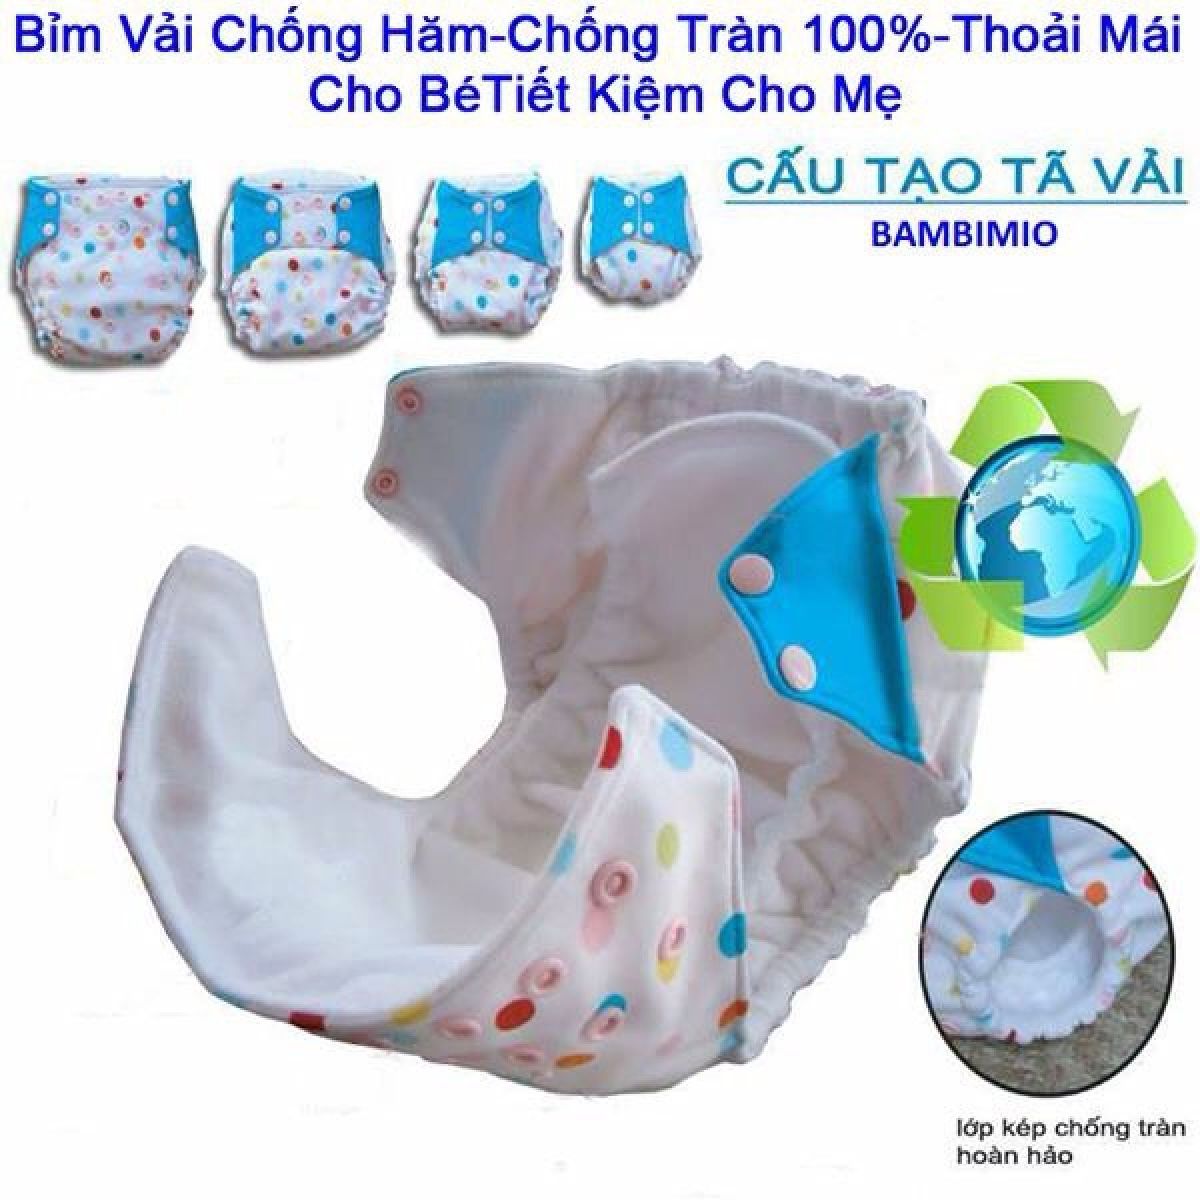 Bỉm Vải Chống Hăm-Chống Tràn 100%-Thoải Mái
Cho BéTiết Kiệm Cho Mẹ
CẤU TẠO TÃ VẢI
BAMBIMIO
lớp kép chống tràn
hoàn hảo